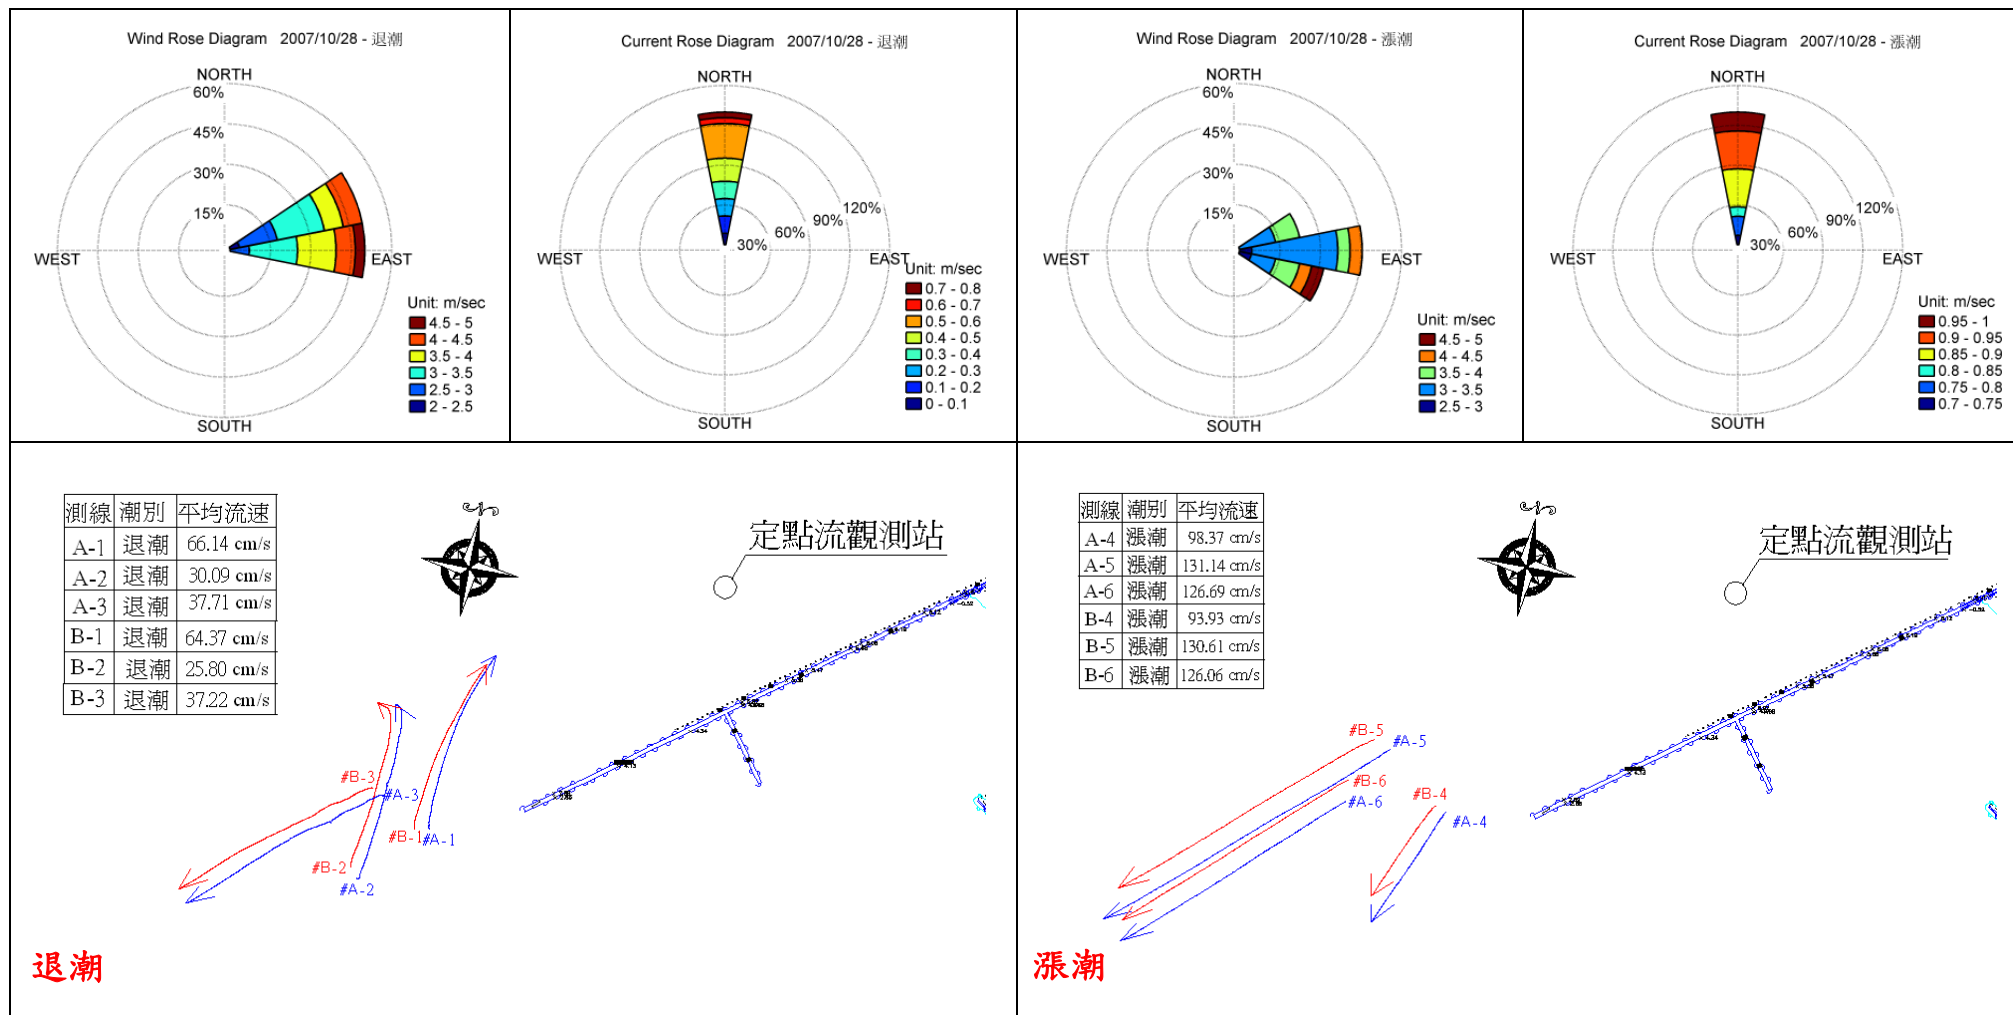 Wind Rose Diagram 2007/10/28 - 退潮
NORTH
60%
45%
30%
15%
WEST
EAST
SOUTH
Unit: m/sec
4.5 - 5
4 - 4.5
3.5 - 4
3 - 3.5
2.5 - 3
2 - 2.5
Current Rose Diagram 2007/10/28 - 退潮
NORTH
120%
90%
60%
30%
WEST
EAST
SOUTH
Unit: m/sec
0.7 - 0.8
0.6 - 0.7
0.5 - 0.6
0.4 - 0.5
0.3 - 0.4
0.2 - 0.3
0.1 - 0.2
0 - 0.1
Wind Rose Diagram 2007/10/28 - 漲潮
NORTH
60%
45%
30%
15%
WEST
EAST
SOUTH
Unit: m/sec
4.5 - 5
4 - 4.5
3.5 - 4
3 - 3.5
2.5 - 3
Current Rose Diagram 2007/10/28 - 漲潮
NORTH
120%
90%
60%
30%
WEST
EAST
SOUTH
Unit: m/sec
0.95 - 1
0.9 - 0.95
0.85 - 0.9
0.8 - 0.85
0.75 - 0.8
0.7 - 0.75
測線 潮別 平均流速
A-1 退潮 66.14 cm/s
A-2 退潮 30.09 cm/s
A-3 退潮 37.71 cm/s
B-1 退潮 64.37 cm/s
B-2 退潮 25.80 cm/s
B-3 退潮 37.22 cm/s
定點流觀測站
#B-3
#A-3
#B-1
#A-1
#B-2
#A-2
退潮
測線 潮別 平均流速
A-4 漲潮 98.37 cm/s
A-5 漲潮 131.14 cm/s
A-6 漲潮 126.69 cm/s
B-4 漲潮 93.93 cm/s
B-5 漲潮 130.61 cm/s
B-6 漲潮 126.06 cm/s
定點流觀測站
#B-5
#A-5
#B-6
#A-6
#B-4
#A-4
漲潮